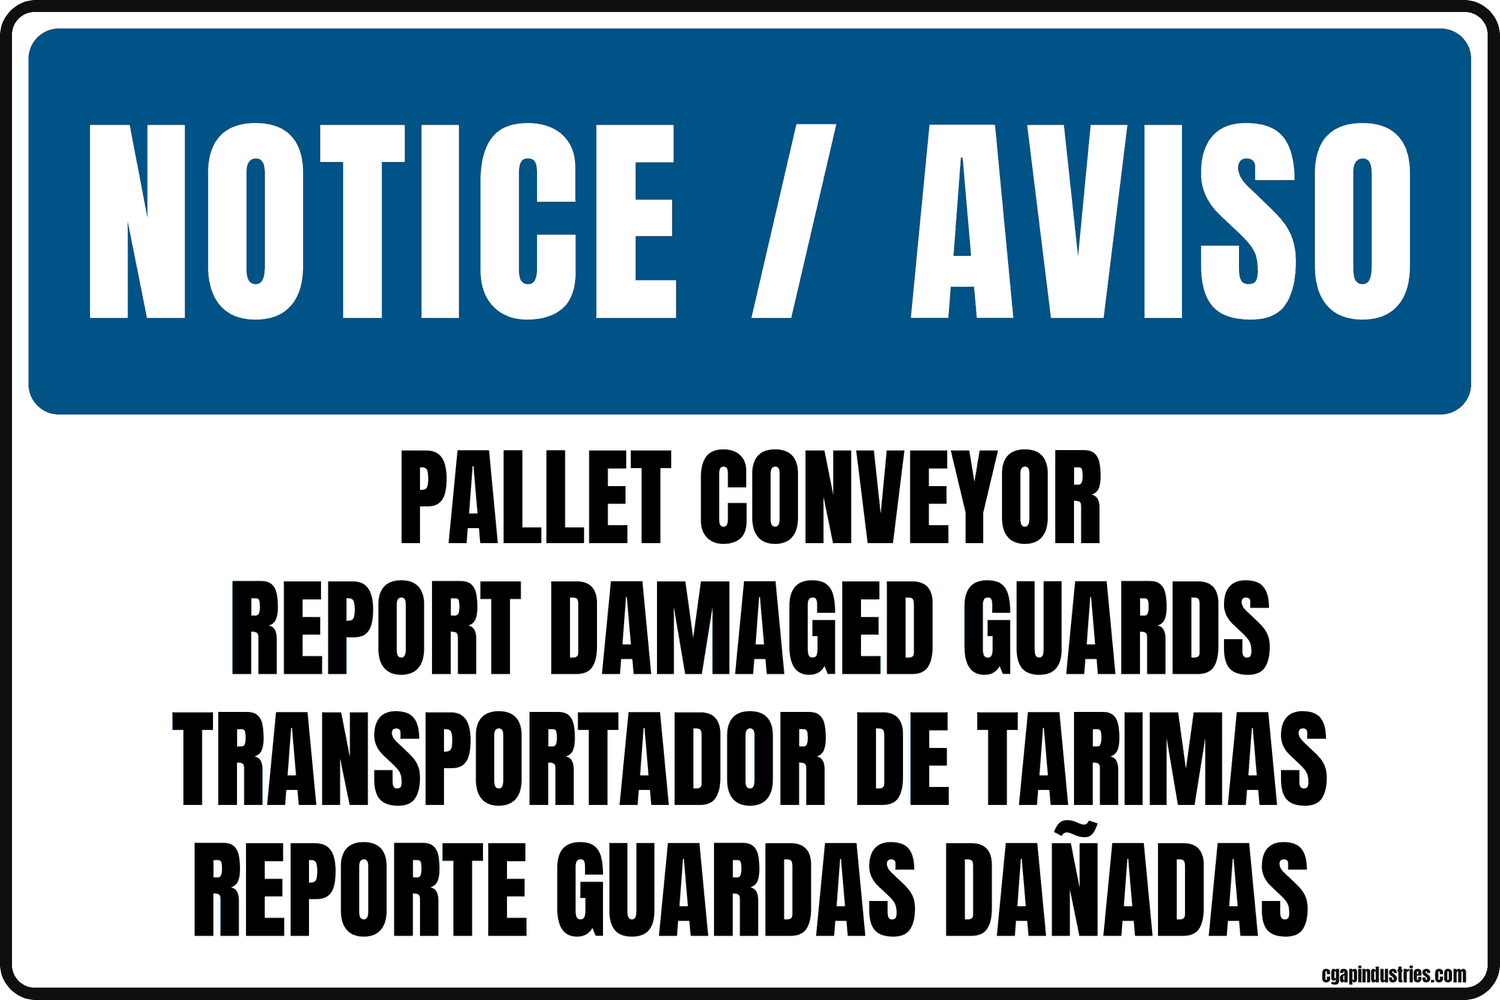 NOTICE / AVISO
PALLET CONVEYOR
REPORT DAMAGED GUARDS
TRANSPORTADOR DE TARIMAS
REPORTE GUARDAS DAÑADAS
cgapindustries.com